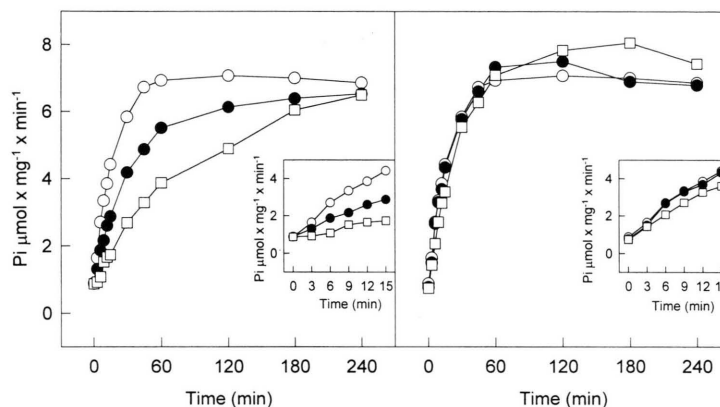 Pi μmol x mg⁻¹ x min⁻¹
8
6
4
2
0
0 60 120 180 240
Time (min)
Pi μmol x mg⁻¹ x min⁻¹
4
2
0
0 3 6 9 12 15
Time (min)
0 60 120 180 240
Time (min)
Pi μmol x mg⁻¹ x min⁻¹
4
2
0
0 3 6 9 12
Time (min)